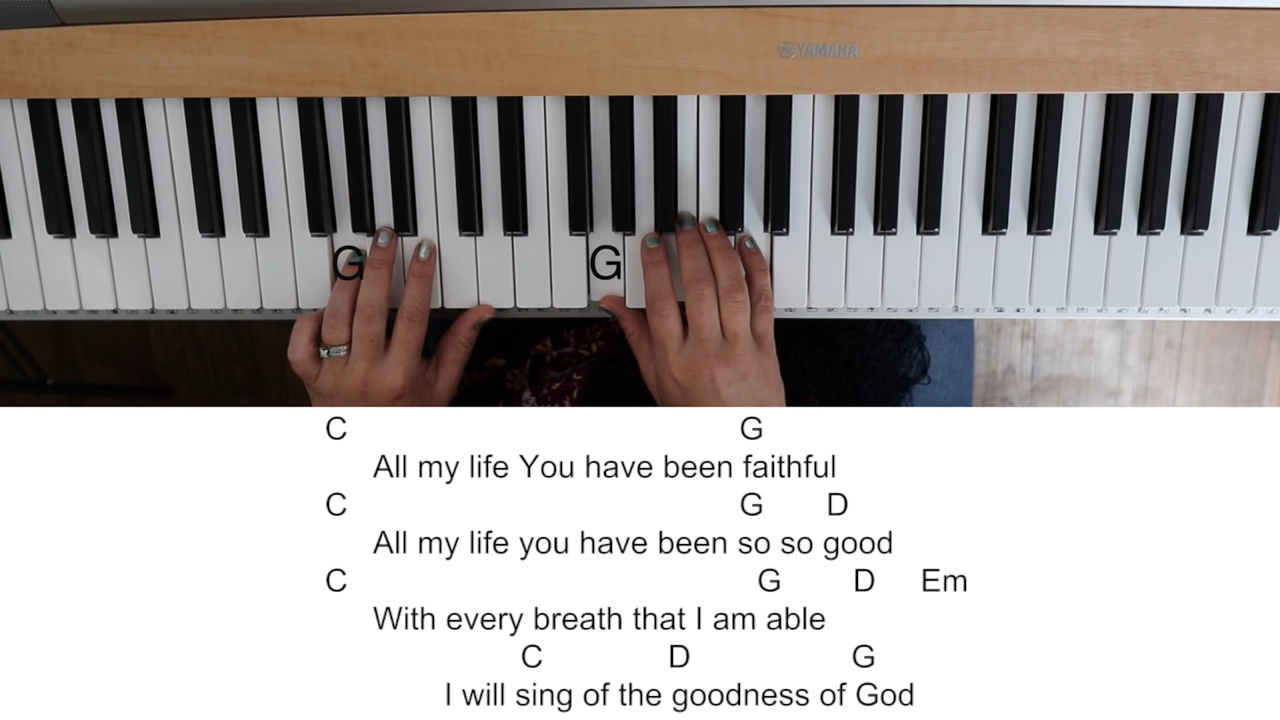 YAMAHA
G G
C G
All my life You have been faithful
C G D
All my life you have been so so good
C G D Em
With every breath that I am able
C D G
I will sing of the goodness of God